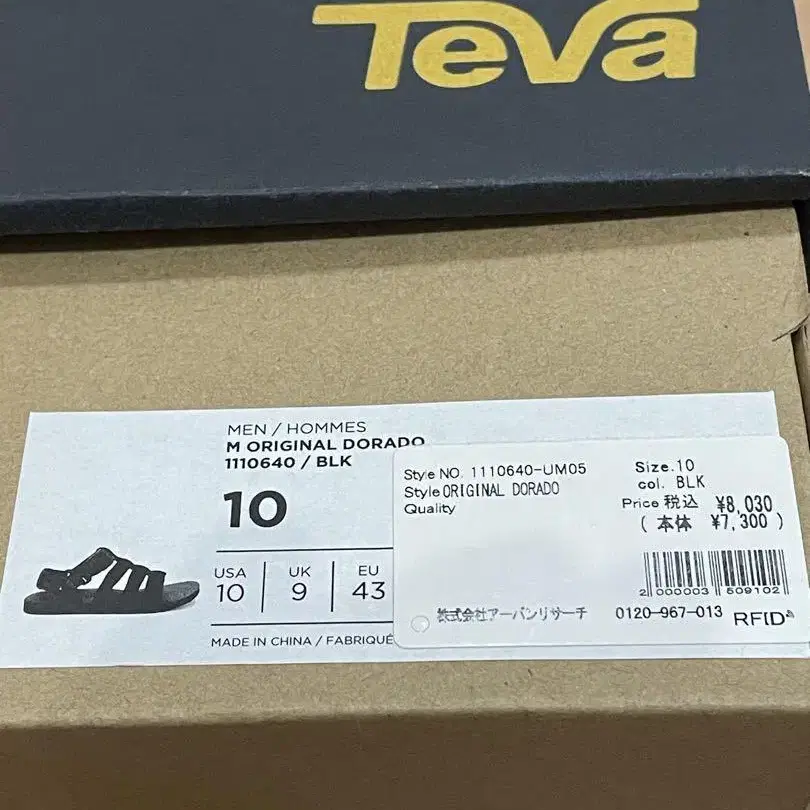 Teva
MEN / HOMMES
M ORIGINAL DORADO
1110640 / BLK
10
USA
10
UK
9
EU
43
MADE IN CHINA / FABRIQUÉ
Style NO. 1110640-UM05
Style ORIGINAL DORADO
Quality
Size.10
col. BLK
Price 税込 ¥8,030
( 本体 ¥7,300 )
2 000003 509102
株式会社アーバンリサーチ
0120-967-013
RFID